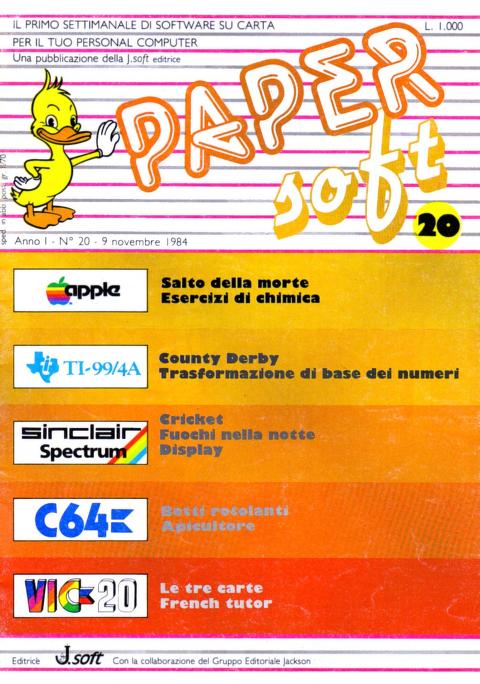 IL PRIMO SETTIMANALE DI SOFTWARE SU CARTA
L. 1.000
PER IL TUO PERSONAL COMPUTER
Una pubblicazione della J.soft editrice
PAPER
soft
20
Anno I - N° 20 - 9 novembre 1984
apple
Salto della morte
Esercizi di chimica
TI-99/4A
County Derby
Trasformazione di base dei numeri
sinclair
Spectrum
Cricket
Fuochi nella notte
Display
C64
Botti rotolanti
Apicultore
VIC 20
Le tre carte
French tutor
Editrice J.soft Con la collaborazione del Gruppo Editoriale Jackson